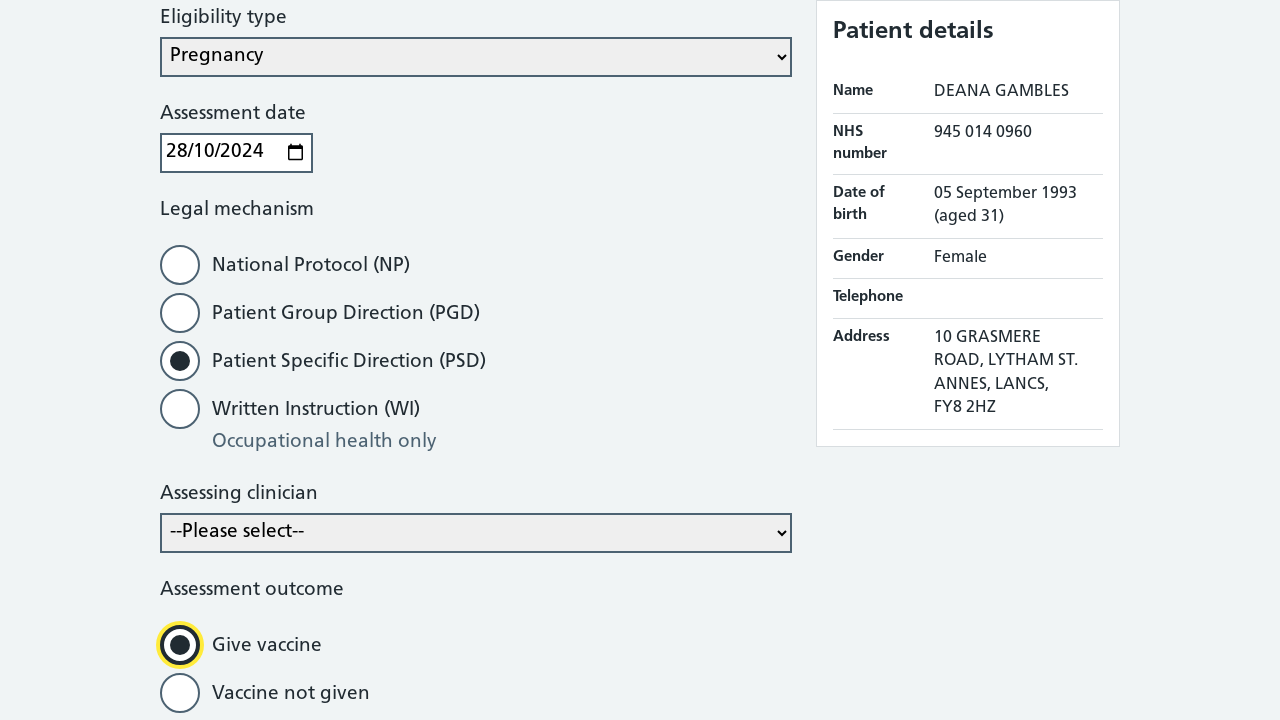 Eligibility type
Pregnancy
Assessment date
28/10/2024
Legal mechanism
National Protocol (NP)
Patient Group Direction (PGD)
Patient Specific Direction (PSD)
Written Instruction (WI)
Occupational health only
Assessing clinician
--Please select--
Assessment outcome
Give vaccine
Vaccine not given
Patient details
Name DEANA GAMBLES
NHS number 945 014 0960
Date of birth 05 September 1993 (aged 31)
Gender Female
Telephone
Address 10 GRASMERE
ROAD, LYTHAM ST.
ANNES, LANCS,
FY8 2HZ